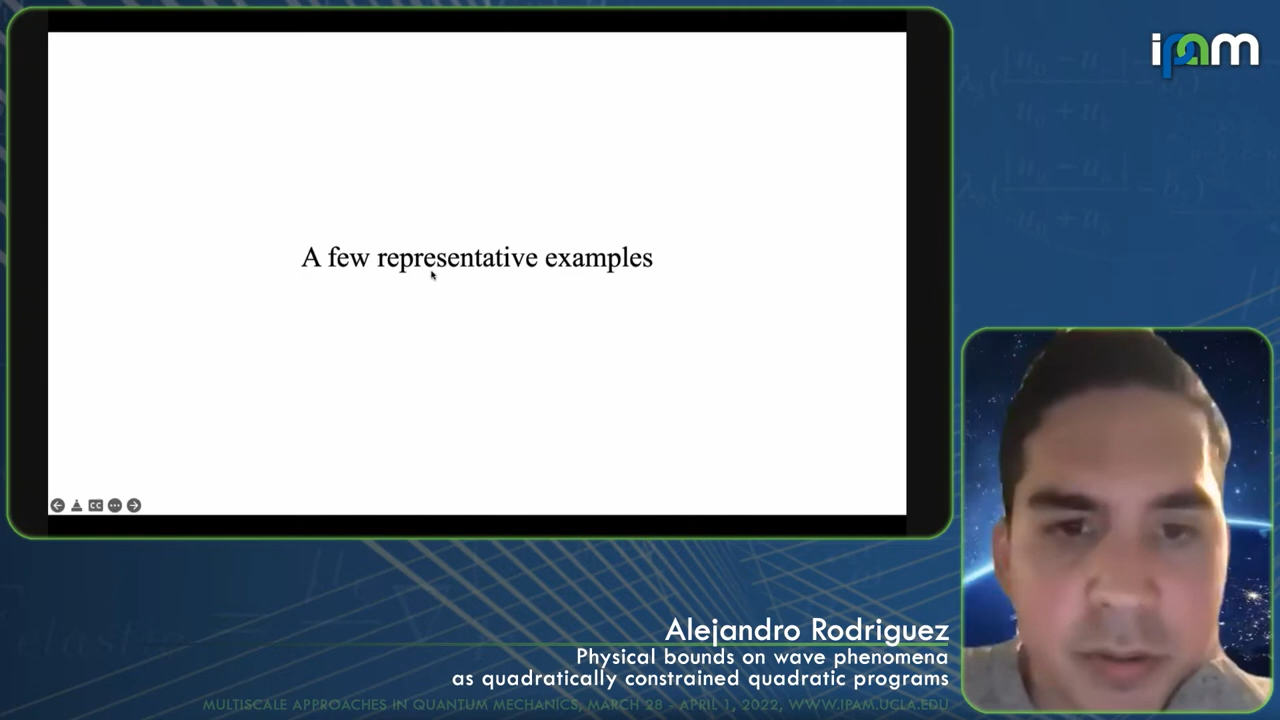 A few representative examples
ipam
Alejandro Rodriguez
Physical bounds on wave phenomena
as quadratically constrained quadratic programs
MULTISCALE APPROACHES IN QUANTUM MECHANICS, MARCH 28 - APRIL 1, 2022, WWW.IPAM.UCLA.EDU